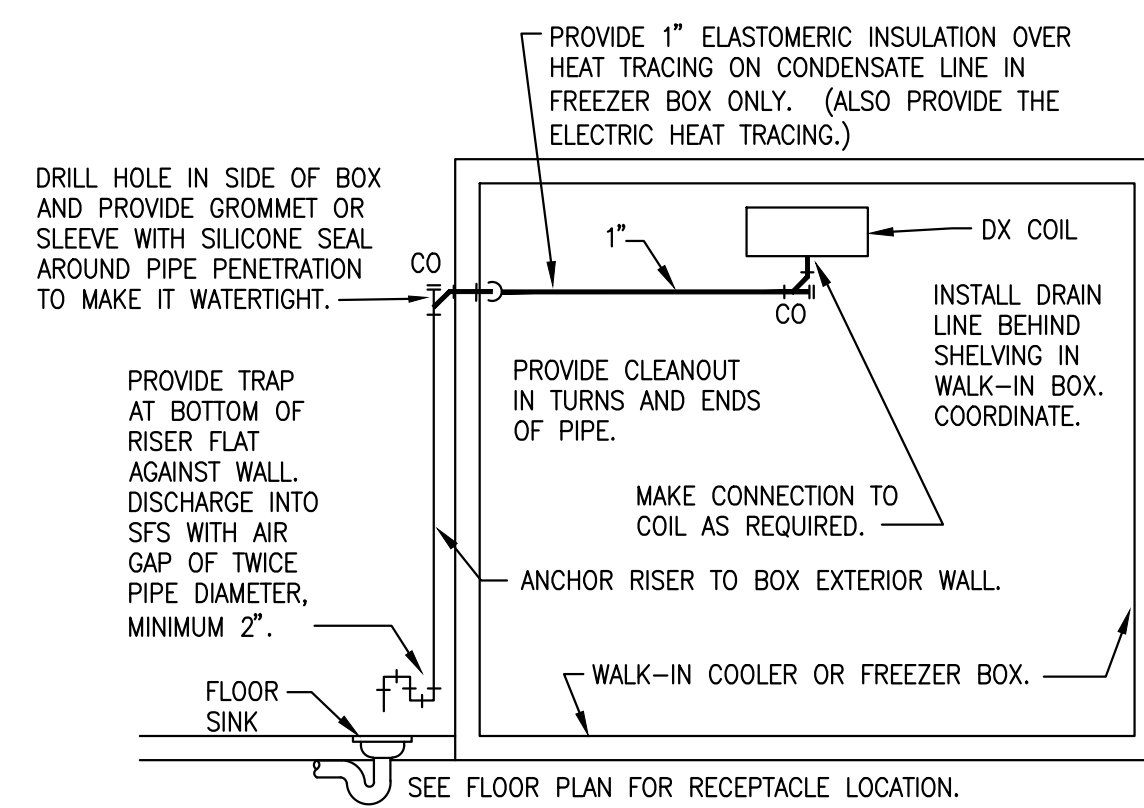 PROVIDE 1" ELASTOMERIC INSULATION OVER
HEAT TRACING ON CONDENSATE LINE IN
FREEZER BOX ONLY. (ALSO PROVIDE THE
ELECTRIC HEAT TRACING.)
DRILL HOLE IN SIDE OF BOX
AND PROVIDE GROMMET OR
SLEEVE WITH SILICONE SEAL
AROUND PIPE PENETRATION
TO MAKE IT WATERTIGHT.
CO
1"
DX COIL
CO
INSTALL DRAIN
LINE BEHIND
SHELVING IN
WALK-IN BOX.
COORDINATE.
PROVIDE CLEANOUT
IN TURNS AND ENDS
OF PIPE.
PROVIDE TRAP
AT BOTTOM OF
RISER FLAT
AGAINST WALL.
DISCHARGE INTO
SFS WITH AIR
GAP OF TWICE
PIPE DIAMETER,
MINIMUM 2".
MAKE CONNECTION TO
COIL AS REQUIRED.
ANCHOR RISER TO BOX EXTERIOR WALL.
WALK-IN COOLER OR FREEZER BOX.
FLOOR
SINK
SEE FLOOR PLAN FOR RECEPTACLE LOCATION.